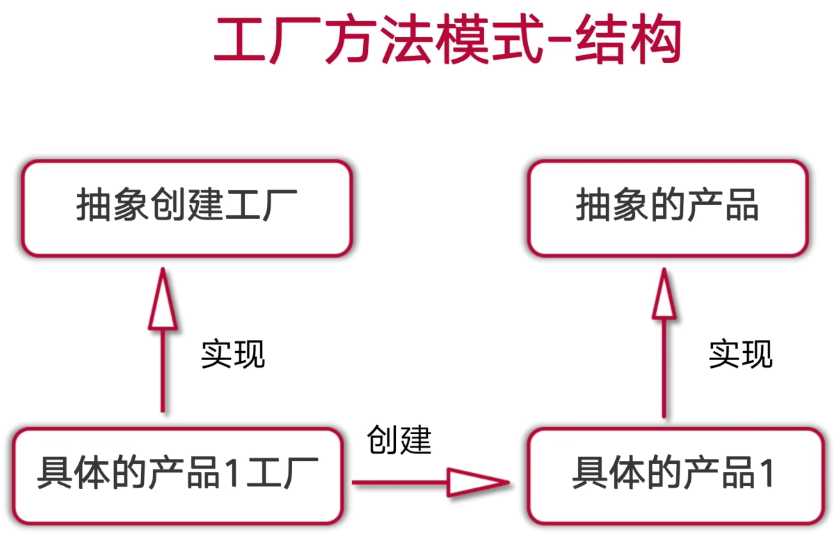 工厂方法模式-结构
抽象创建工厂
抽象的产品
实现
实现
创建
具体的产品1工厂
具体的产品1